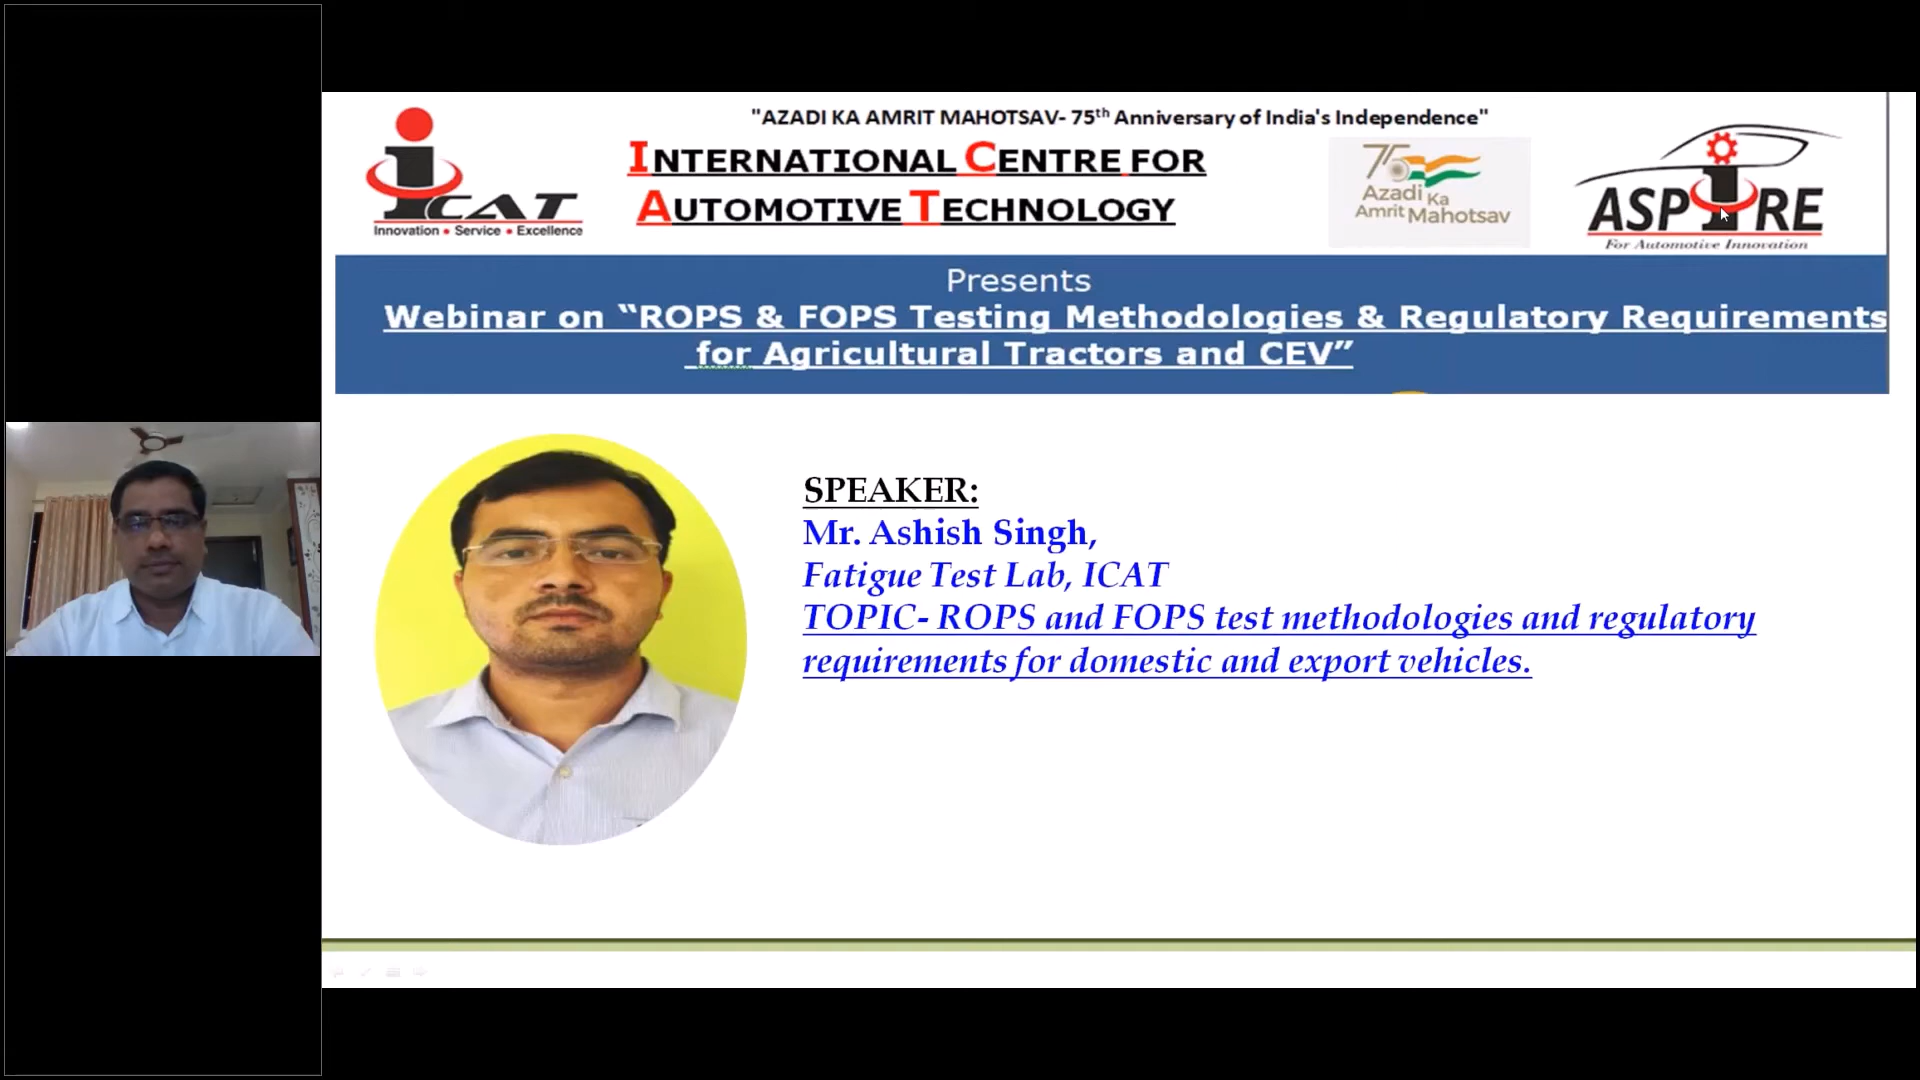 iCAT
Innovation • Service • Excellence
"AZADI KA AMRIT MAHOTSAV- 75th Anniversary of India's Independence"
INTERNATIONAL CENTRE FOR
AUTOMOTIVE TECHNOLOGY
75
Azadi Ka
Amrit Mahotsav
ASPiRE
For Automotive Innovation
Presents
Webinar on “ROPS & FOPS Testing Methodologies & Regulatory Requirements
for Agricultural Tractors and CEV”
SPEAKER:
Mr. Ashish Singh,
Fatigue Test Lab, ICAT
TOPIC- ROPS and FOPS test methodologies and regulatory
requirements for domestic and export vehicles.